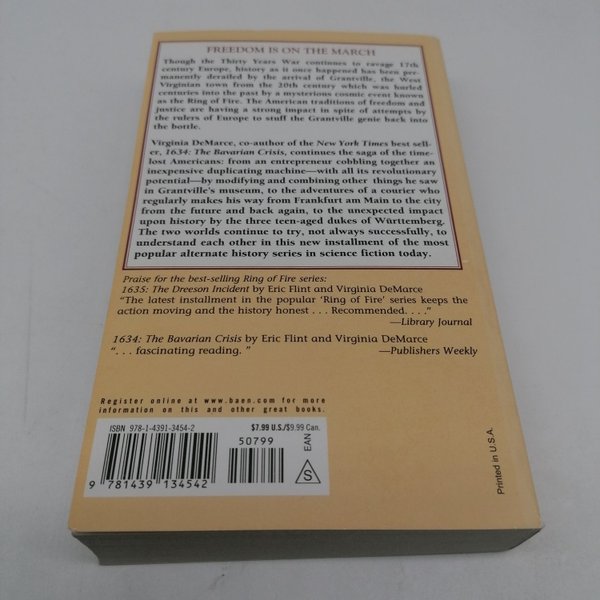 FREEDOM IS ON THE MARCH
Though the Thirty Years War continues to ravage 17th
century Europe, history as it once happened has been per-
manently derailed by the arrival of Grantville, the West
Virginian town from the 20th century which was hurled
centuries into the past by a mysterious cosmic event known
as the Ring of Fire. The American traditions of freedom and
justice are having a strong impact in spite of attempts by
the rulers of Europe to stuff the Grantville genie back into
the bottle.
Virginia DeMarce, co-author of the New York Times best sell-
er, 1634: The Bavarian Crisis, continues the saga of the time-
lost Americans: from an entrepreneur cobbling together an
inexpensive duplicating machine—with all its revolutionary
potential—by modifying and combining other things he saw
in Grantville's museum, to the adventures of a courier who
regularly makes his way from Frankfurt am Main to the city
from the future and back again, to the unexpected impact
upon history by the three teen-aged dukes of Württemberg.
The two worlds continue to try, not always successfully, to
understand each other in this new installment of the most
popular alternate history series in science fiction today.
Praise for the best-selling Ring of Fire series:
1635: The Dreeson Incident by Eric Flint and Virginia DeMarce
"The latest installment in the popular 'Ring of Fire' series keeps the
action moving and the history honest . . . Recommended. . . ."
—Library Journal
1634: The Bavarian Crisis by Eric Flint and Virginia DeMarce
". . . fascinating reading. " —Publishers Weekly
Register online at www.baen.com for more
information on this and other great books.
ISBN 978-1-4391-3454-2 $7.99 U.S./$9.99 Can.
50799
EAN
S
9 781439 134542
Printed in U.S.A.